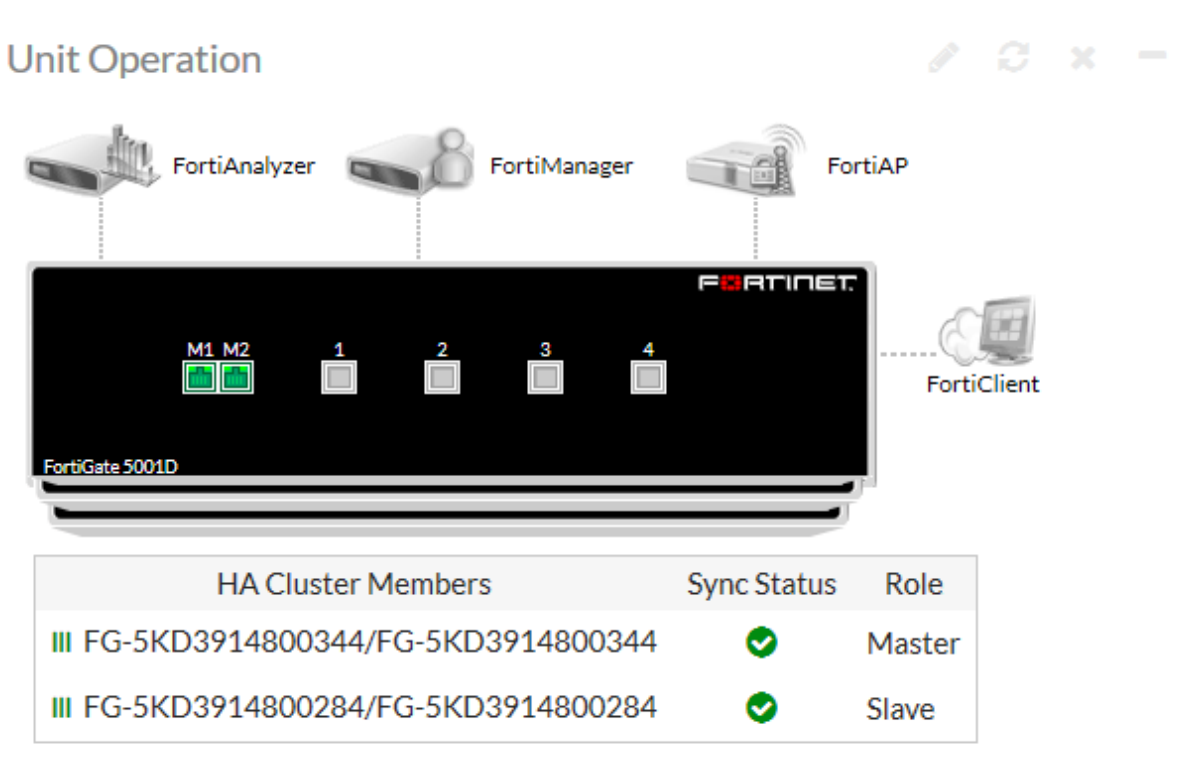 Unit Operation
FortiAnalyzer
FortiManager
FortiAP
FORTINET
M1 M2 1 2 3 4
FortiClient
FortiGate 5001D
HA Cluster Members Sync Status Role
FG-5KD3914800344/FG-5KD3914800344 Master
FG-5KD3914800284/FG-5KD3914800284 Slave